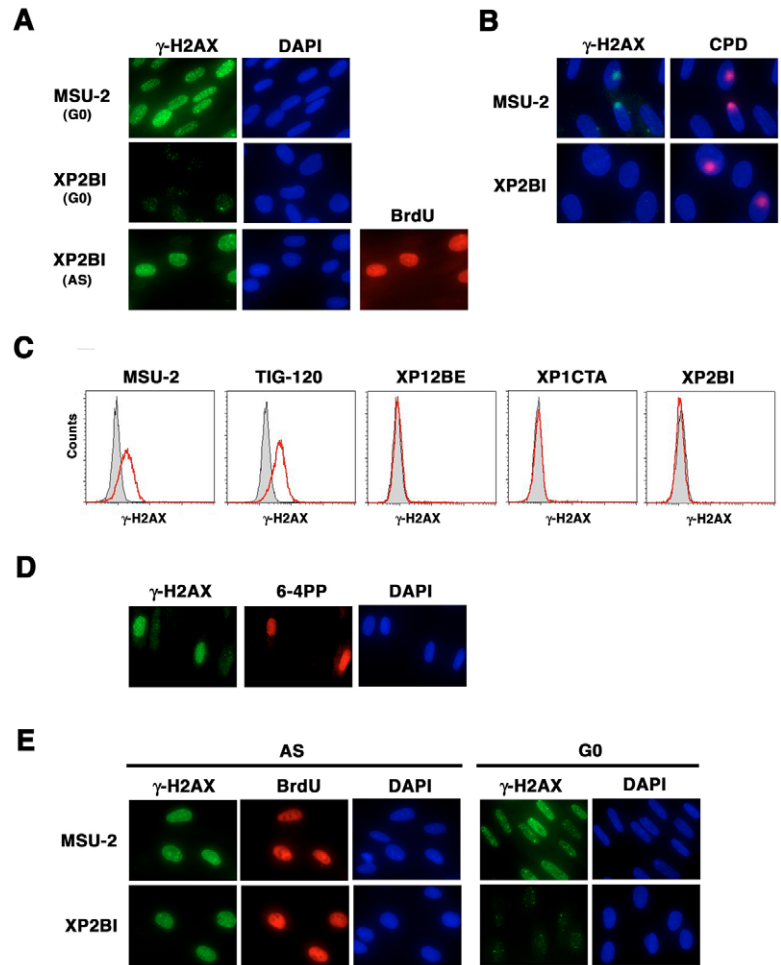 A
γ-H2AX DAPI
MSU-2
(G0)
XP2BI
(G0)
BrdU
XP2BI
(AS)
B
γ-H2AX CPD
MSU-2
XP2BI
C
MSU-2 TIG-120 XP12BE XP1CTA XP2BI
Counts
γ-H2AX γ-H2AX γ-H2AX γ-H2AX γ-H2AX
D
γ-H2AX 6-4PP DAPI
E
AS G0
γ-H2AX BrdU DAPI γ-H2AX DAPI
MSU-2
XP2BI